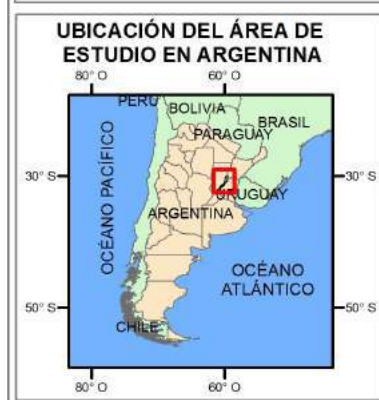 UBICACIÓN DEL ÁREA DE
ESTUDIO EN ARGENTINA
80° O 60° O
PERÚ
BOLIVIA
BRASIL
PARAGUAY
30° S 30° S
URUGUAY
ARGENTINA
OCÉANO PACÍFICO
OCÉANO
ATLÁNTICO
50° S 50° S
CHILE
80° O 60° O